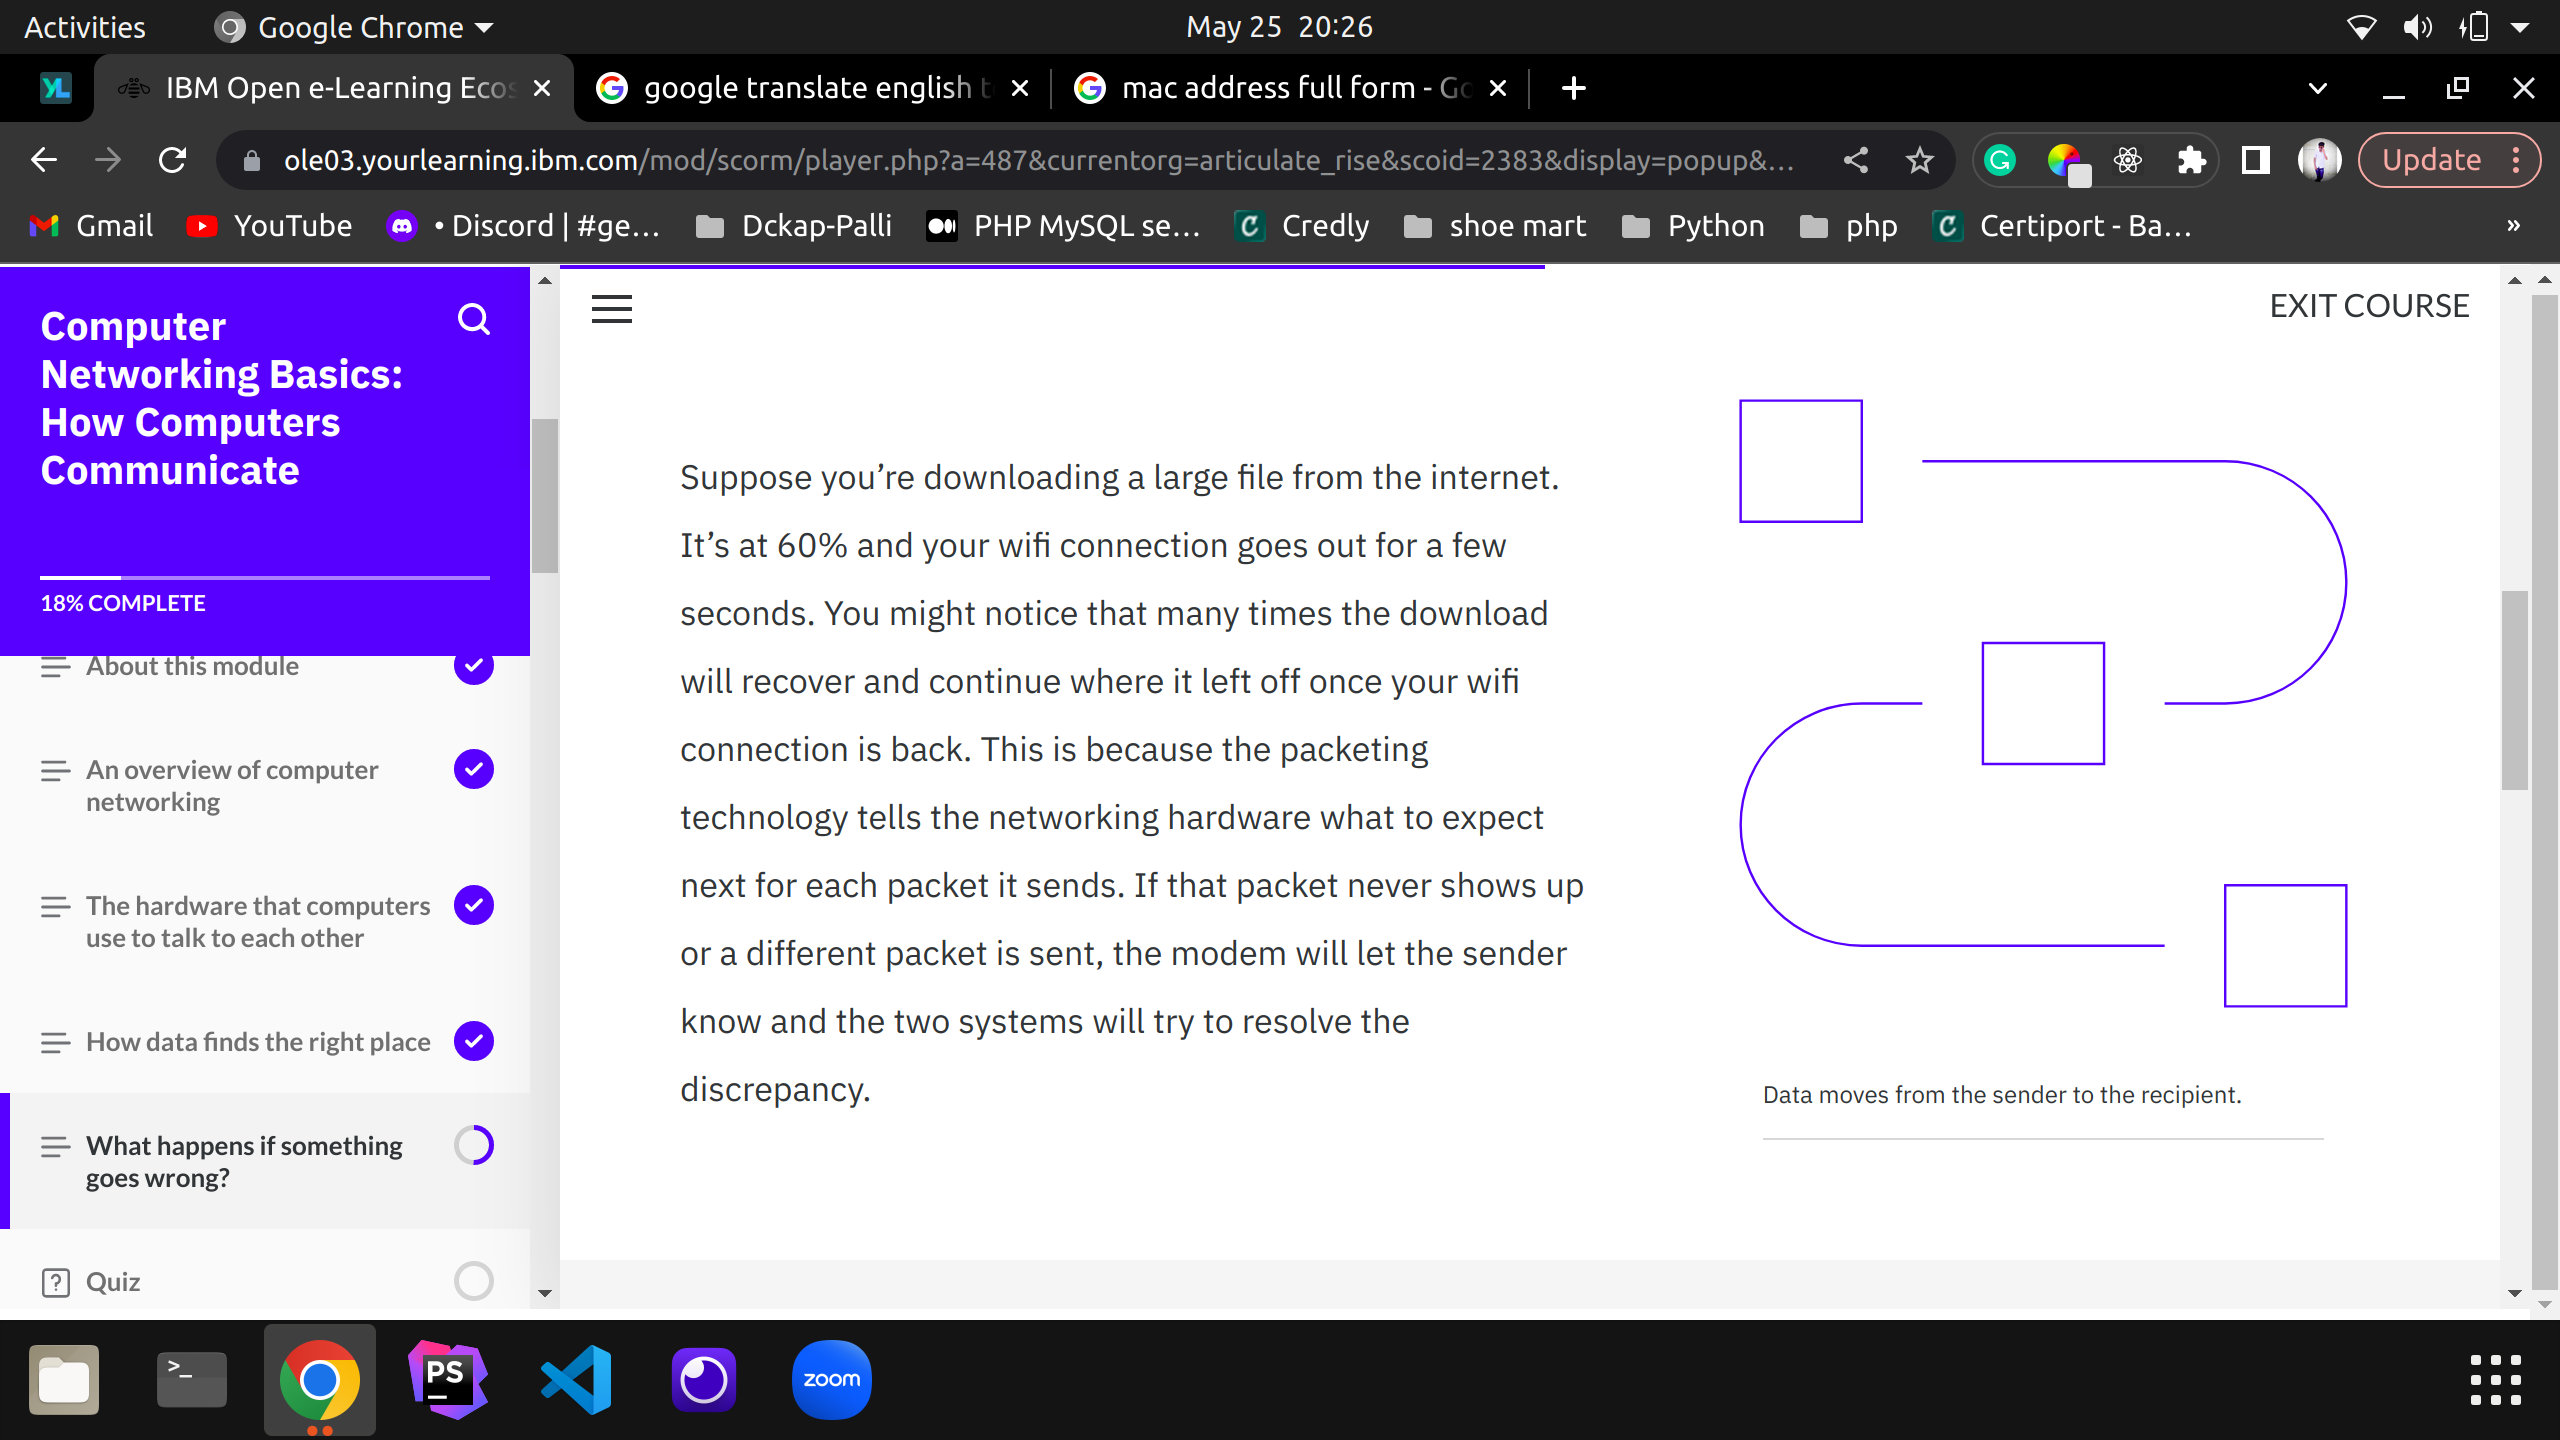 Activities
Google Chrome
May 25 20:26
IBM Open e-Learning Ecos
google translate english t
mac address full form - Go
ole03.yourlearning.ibm.com/mod/scorm/player.php?a=487&currentorg=articulate_rise&scoid=2383&display=popup&...
Update
Gmail
YouTube
• Discord | #ge...
Dckap-Palli
PHP MySQL se...
Credly
shoe mart
Python
php
Certiport - Ba...
»
Computer
Networking Basics:
How Computers
Communicate
18% COMPLETE
About this module
An overview of computer
networking
The hardware that computers
use to talk to each other
How data finds the right place
What happens if something
goes wrong?
Quiz
EXIT COURSE
Suppose you’re downloading a large file from the internet.
It’s at 60% and your wifi connection goes out for a few
seconds. You might notice that many times the download
will recover and continue where it left off once your wifi
connection is back. This is because the packeting
technology tells the networking hardware what to expect
next for each packet it sends. If that packet never shows up
or a different packet is sent, the modem will let the sender
know and the two systems will try to resolve the
discrepancy.
Data moves from the sender to the recipient.
PS
zoom